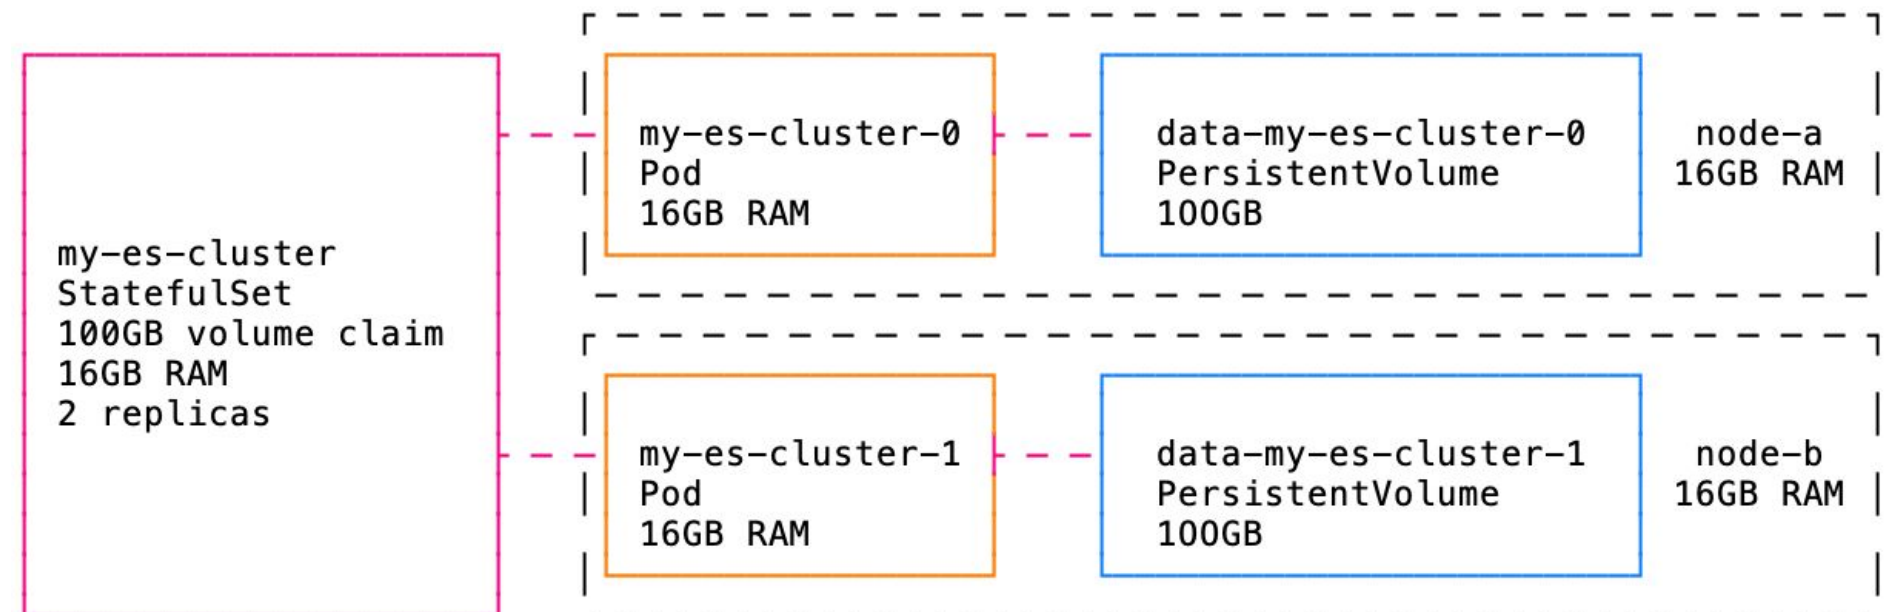 my-es-cluster
StatefulSet
100GB volume claim
16GB RAM
2 replicas
my-es-cluster-0
Pod
16GB RAM
data-my-es-cluster-0
PersistentVolume
100GB
node-a
16GB RAM
my-es-cluster-1
Pod
16GB RAM
data-my-es-cluster-1
PersistentVolume
100GB
node-b
16GB RAM